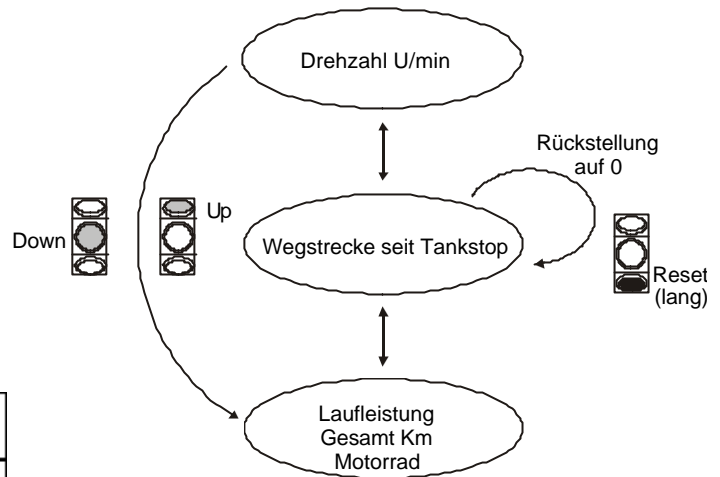 Drehzahl U/min
Rückstellung
auf 0
Up
Down
Wegstrecke seit Tankstop
Reset
(lang)
Laufleistung
Gesamt Km
Motorrad